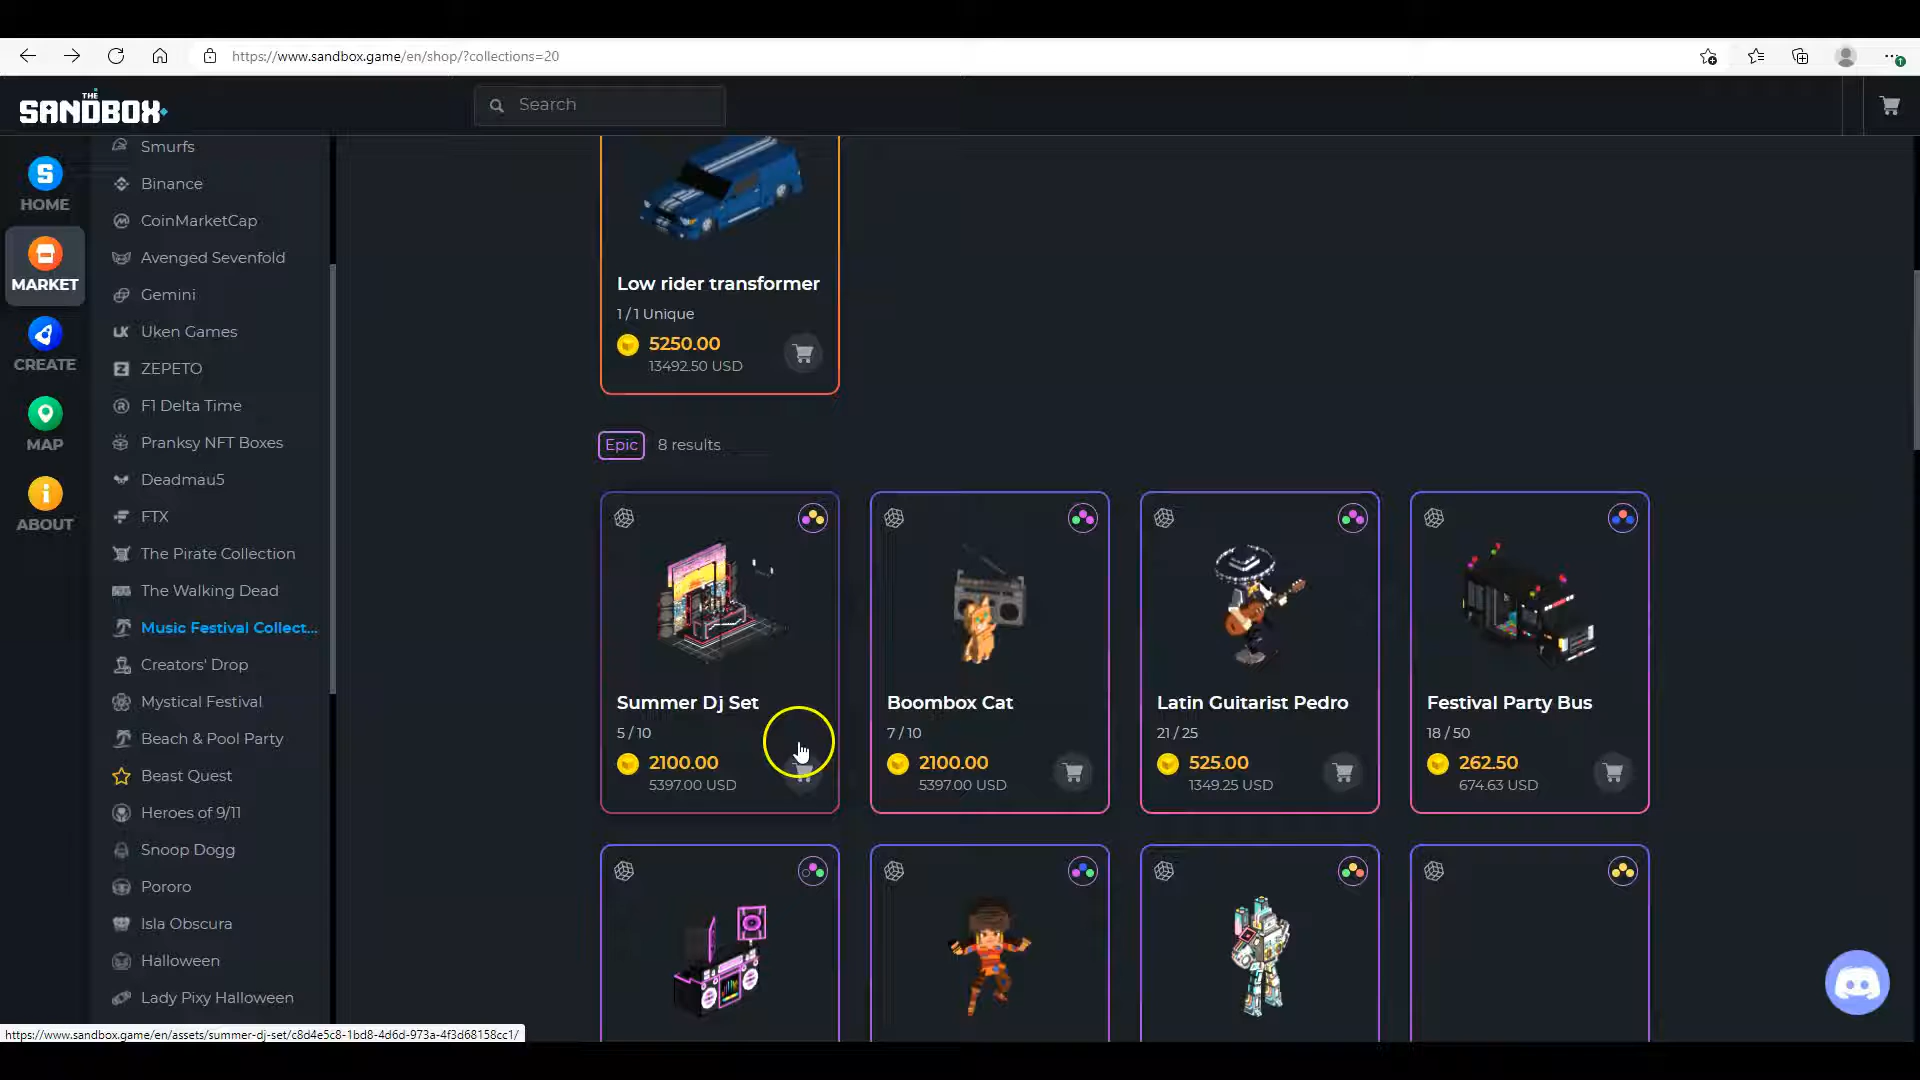 https://www.sandbox.game/en/shop/?collections=20
THE
SANDBOX
Search
HOME
MARKET
CREATE
MAP
ABOUT
Smurfs
Binance
CoinMarketCap
Avenged Sevenfold
Gemini
Uken Games
ZEPETO
F1 Delta Time
Pranksy NFT Boxes
Deadmau5
FTX
The Pirate Collection
The Walking Dead
Music Festival Collect...
Creators' Drop
Mystical Festival
Beach & Pool Party
Beast Quest
Heroes of 9/11
Snoop Dogg
Pororo
Isla Obscura
Halloween
Lady Pixy Halloween
Low rider transformer
1 / 1 Unique
5250.00
13492.50 USD
Epic 8 results
Summer Dj Set
5 / 10
2100.00
5397.00 USD
Boombox Cat
7 / 10
2100.00
5397.00 USD
Latin Guitarist Pedro
21 / 25
525.00
1349.25 USD
Festival Party Bus
18 / 50
262.50
674.63 USD
https://www.sandbox.game/en/assets/summer-dj-set/c8d4e5c8-1bd8-4d6d-973a-4f3d68158cc1/